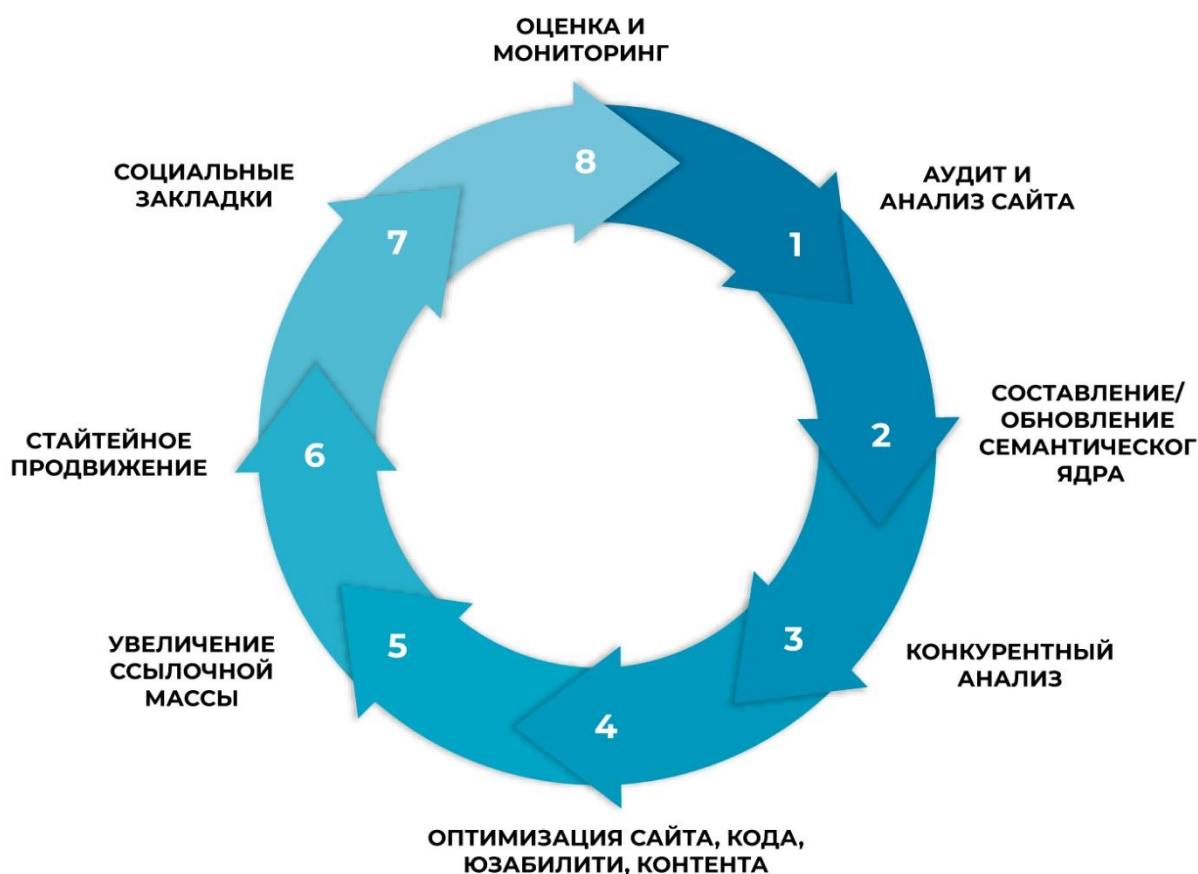 ОЦЕНКА И
МОНИТОРИНГ
8
СОЦИАЛЬНЫЕ
ЗАКЛАДКИ
7
АУДИТ И
АНАЛИЗ САЙТА
1
СОСТАВЛЕНИЕ/
ОБНОВЛЕНИЕ
СЕМАНТИЧЕСКОГ
ЯДРА
2
СТАЙТЕЙНОЕ
ПРОДВИЖЕНИЕ
6
УВЕЛИЧЕНИЕ
ССЫЛОЧНОЙ
МАССЫ
5
3
КОНКУРЕНТНЫЙ
АНАЛИЗ
4
ОПТИМИЗАЦИЯ САЙТА, КОДА,
ЮЗАБИЛИТИ, КОНТЕНТА